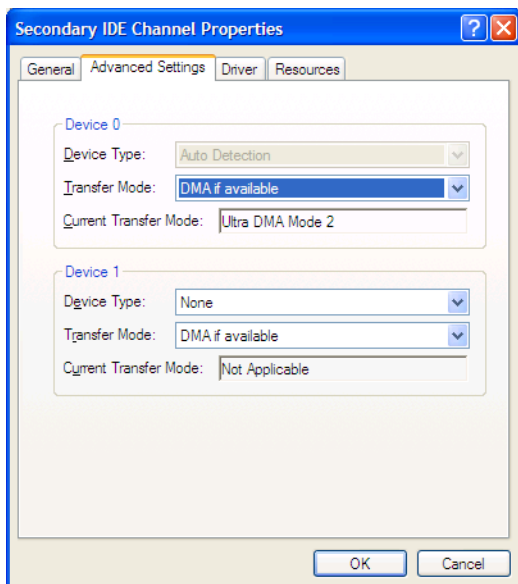 Secondary IDE Channel Properties
General Advanced Settings Driver Resources
Device 0
Device Type: Auto Detection
Transfer Mode: DMA if available
Current Transfer Mode: Ultra DMA Mode 2
Device 1
Device Type: None
Transfer Mode: DMA if available
Current Transfer Mode: Not Applicable
OK Cancel